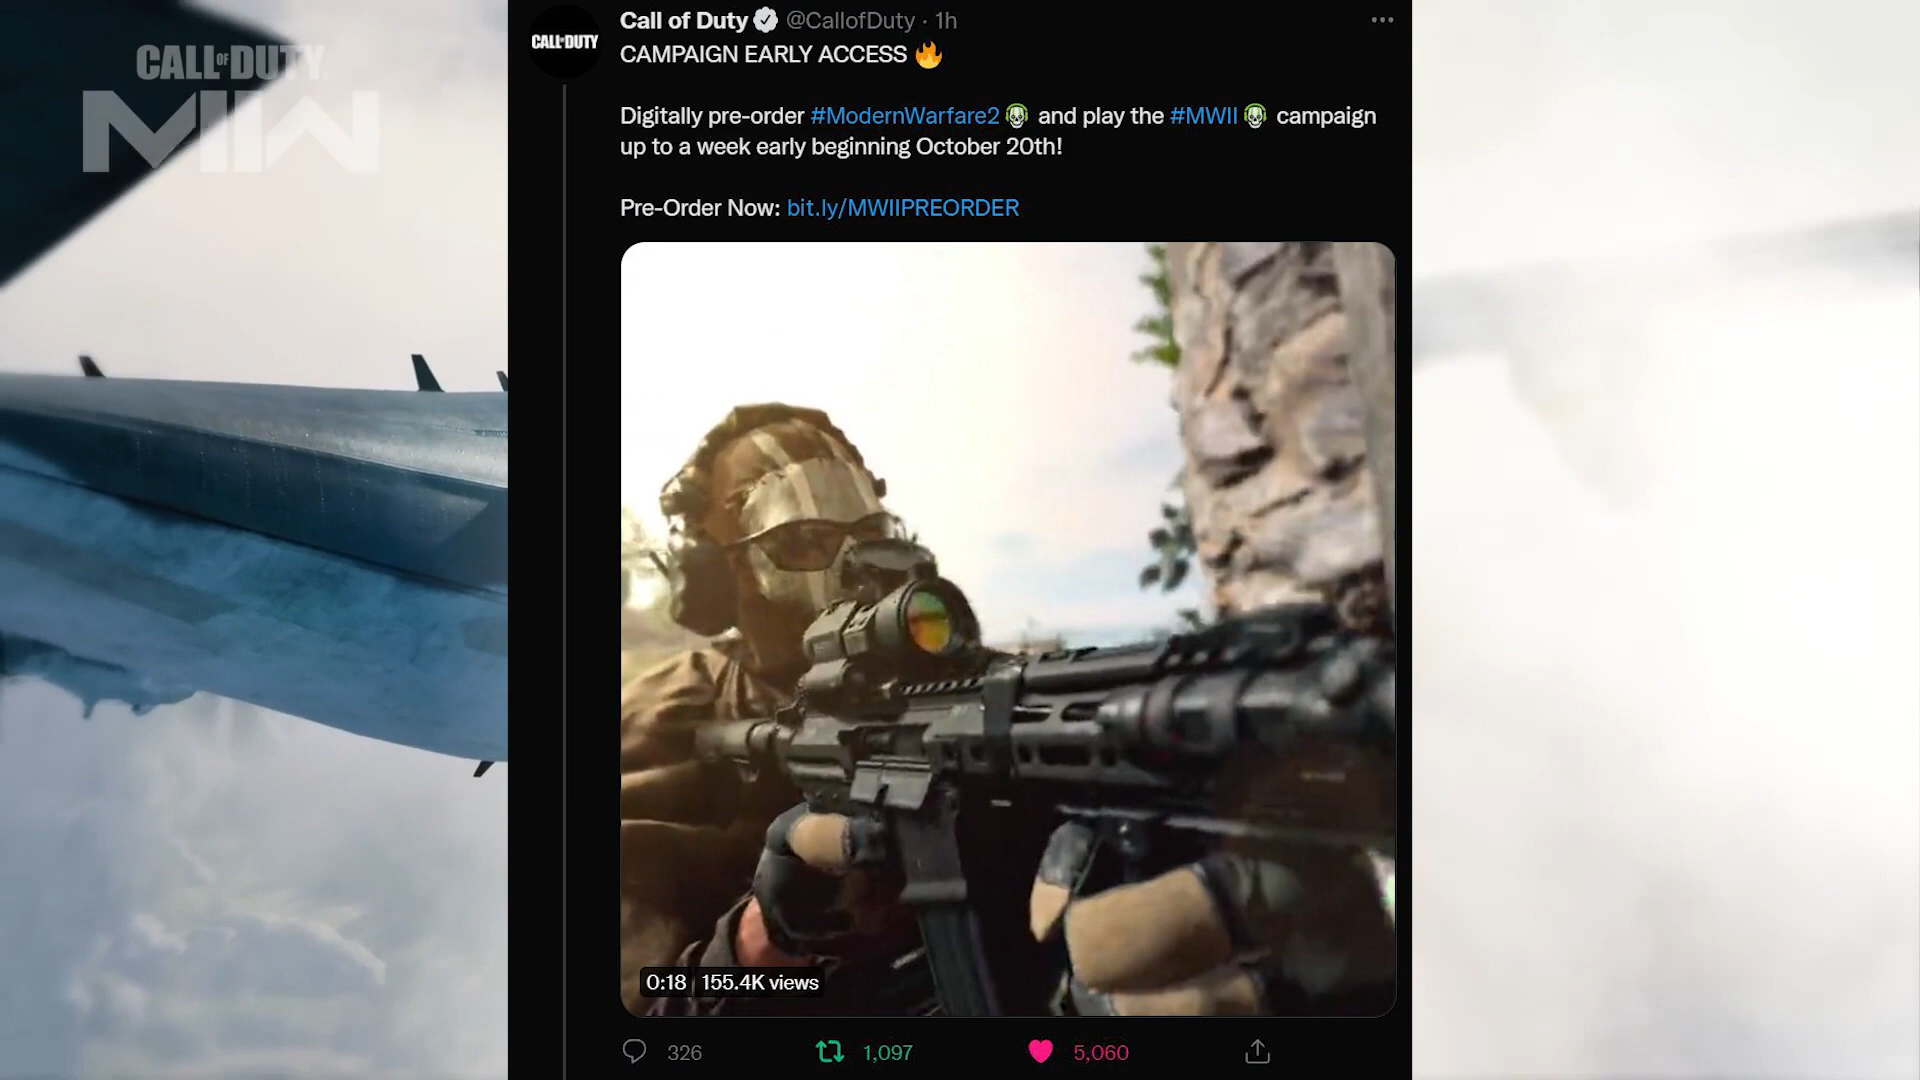 CALL OF DUTY
MW
CALL OF DUTY
Call of Duty @CallofDuty · 1h
CAMPAIGN EARLY ACCESS 🔥
Digitally pre-order #ModernWarfare2 and play the #MWII campaign
up to a week early beginning October 20th!
Pre-Order Now: bit.ly/MWIIPREORDER
0:18 155.4K views
326 1,097 5,060